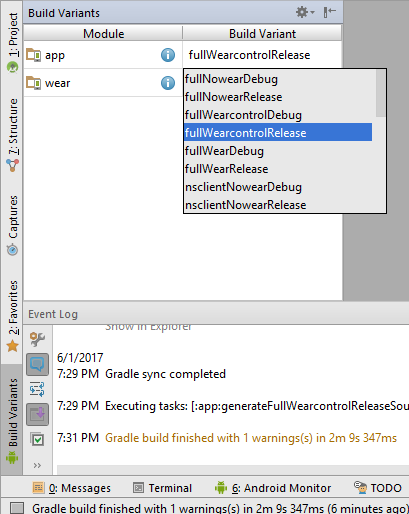 Build Variants
Module Build Variant
app fullWearcontrolRelease
wear
fullNowearDebug
fullNowearRelease
fullWearcontrolDebug
fullWearcontrolRelease
fullWearDebug
fullWearRelease
nsclientNowearDebug
nsclientNowearRelease
1: Project
7: Structure
Captures
2: Favorites
Build Variants
Event Log
Show in Explorer
6/1/2017
7:29 PM Gradle sync completed
7:29 PM Executing tasks: [:app:generateFullWearcontrolReleaseSou
7:31 PM Gradle build finished with 1 warnings(s) in 2m 9s 347ms
0: Messages Terminal 6: Android Monitor TODO
Gradle build finished with 1 warnings(s) in 2m 9s 347ms (6 minutes ago)